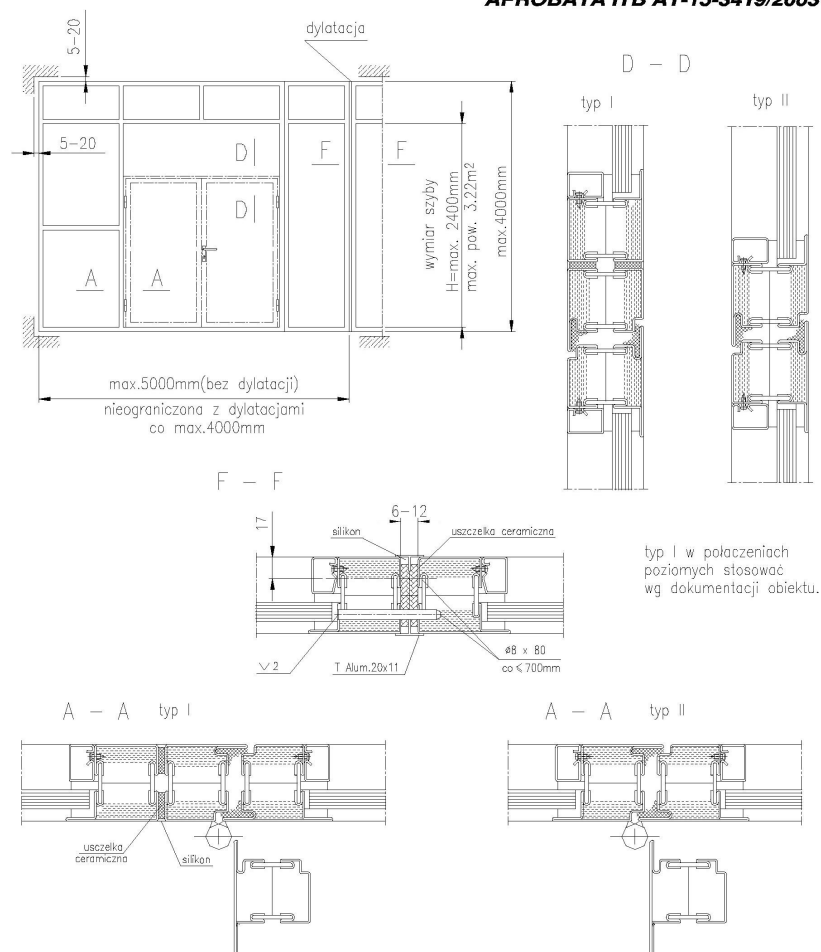 APROBATA ITB AT-15-3419/2003
5-20
dylatacja
D - D
typ I
typ II
5-20
D
D
F
F
A
A
wymiar szyby
H=max. 2400mm
max. pow. 3.22m²
max.4000mm
max.5000mm(bez dylatacji)
nieograniczona z dylatacjami
co max.4000mm
F - F
17
6-12
silikon
uszczelka ceramiczna
typ I w połaczeniach
poziomych stosować
wg dokumentacji obiektu.
2
T Alum.20x11
ø8 x 80
co ≤ 700mm
A - A typ I
A - A typ II
usczelka
ceramiczna
silikon